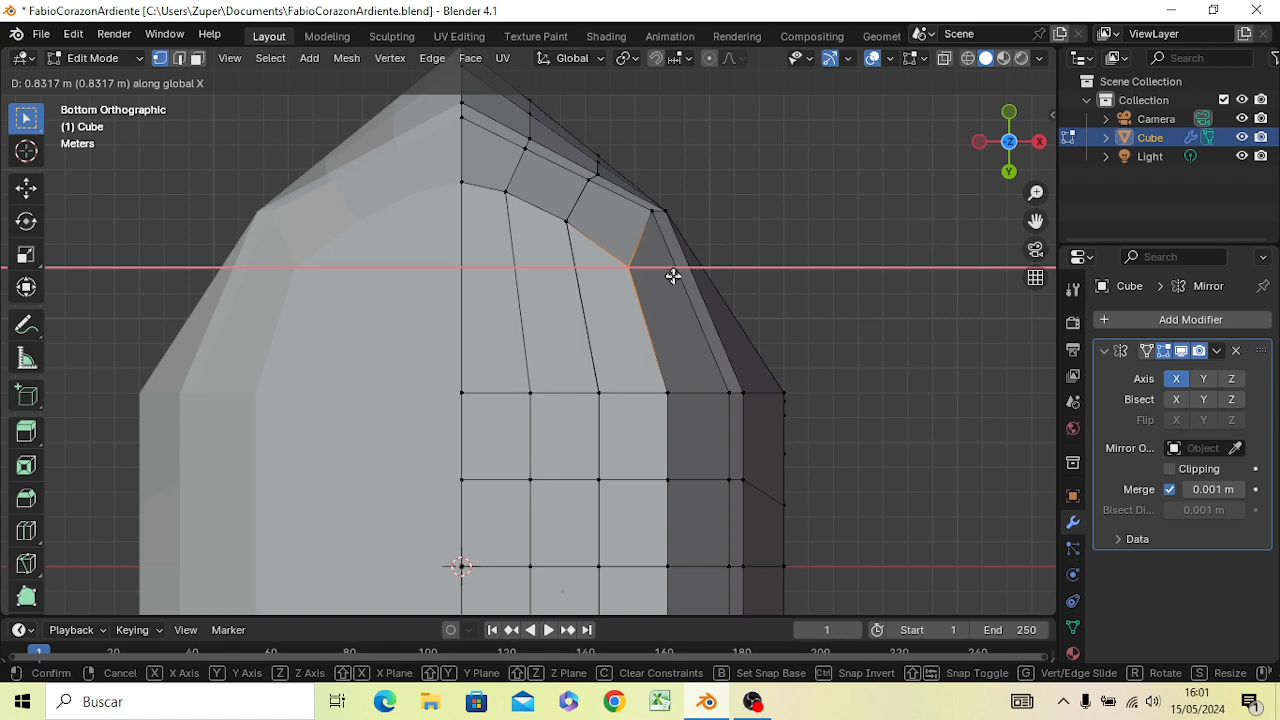 * FabioCorazonArdiente [C:\Users\Zuper\Documents\FabioCorazonArdiente.blend] - Blender 4.1
File Edit Render Window Help Layout Modeling Sculpting UV Editing Texture Paint Shading Animation Rendering Compositing Geomet Scene ViewLayer
Edit Mode View Select Add Mesh Vertex Edge Face UV Global Search
D: 0.8317 m (0.8317 m) along global X
Scene Collection
Collection
Camera
Cube
Light
Bottom Orthographic
(1) Cube
Meters
X
Y
-Z
Search
Cube > Mirror
Add Modifier
Axis X Y Z
Bisect X Y Z
Flip X Y Z
Mirror O... Object
Clipping
Merge 0.001 m
Bisect Di... 0.001 m
Data
Playback Keying View Marker 1 Start 1 End 250
20 40 60 80 100 120 140 160 180 200 220 240
Confirm Cancel X X Axis Y Y Axis Z Z Axis X X Plane Y Y Plane Z Z Plane C Clear Constraints B Set Snap Base Ctrl Snap Invert Snap Toggle G Vert/Edge Slide R Rotate S Resize
Buscar
16:01
15/05/2024
1